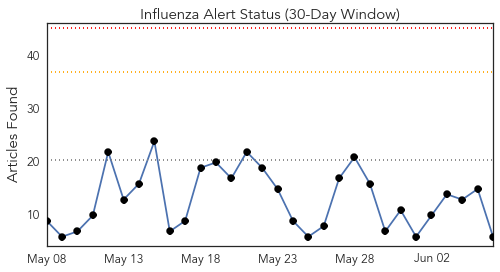 Influenza Alert Status (30-Day Window)
Articles Found
40
30
20
10
May 08 May 13 May 18 May 23 May 28 Jun 02